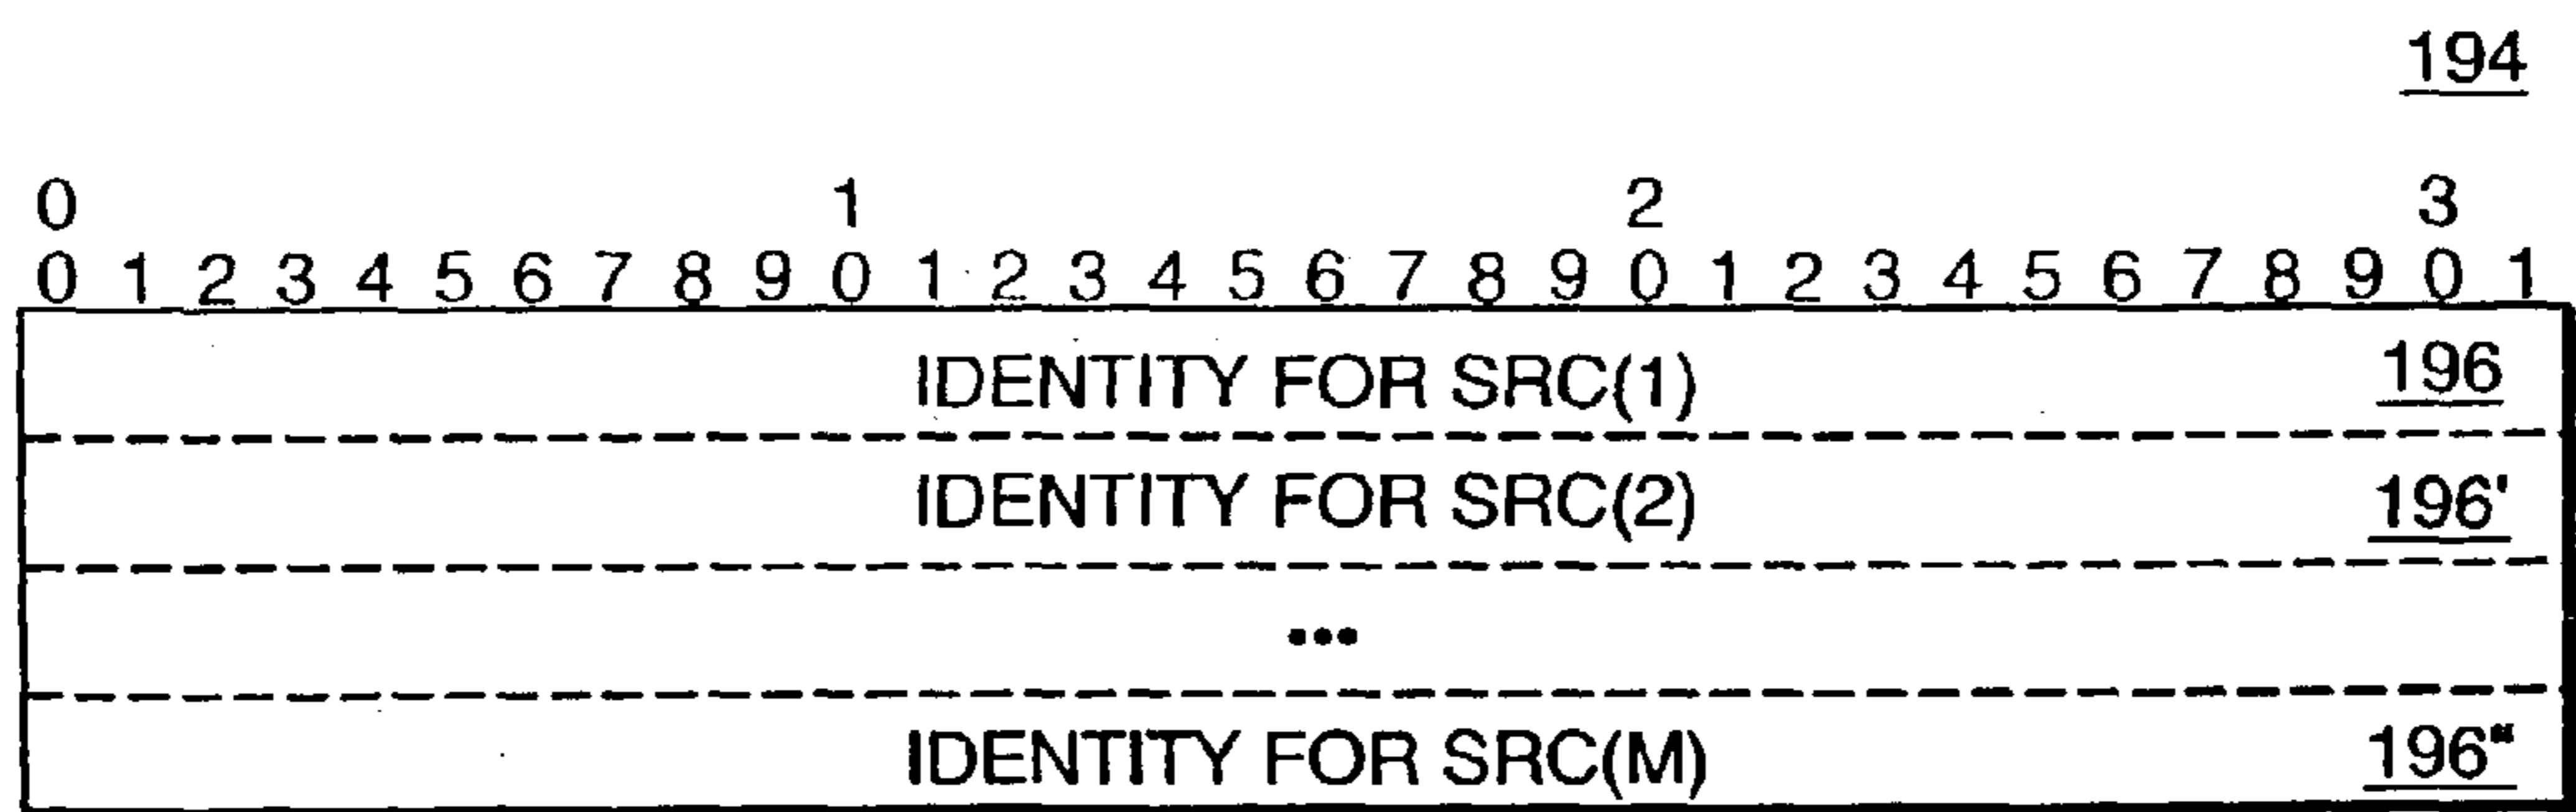 194
0 1 2 3
0 1 2 3 4 5 6 7 8 9 0 1 2 3 4 5 6 7 8 9 0 1 2 3 4 5 6 7 8 9 0 1
IDENTITY FOR SRC(1) 196
IDENTITY FOR SRC(2) 196'
•••
IDENTITY FOR SRC(M) 196"